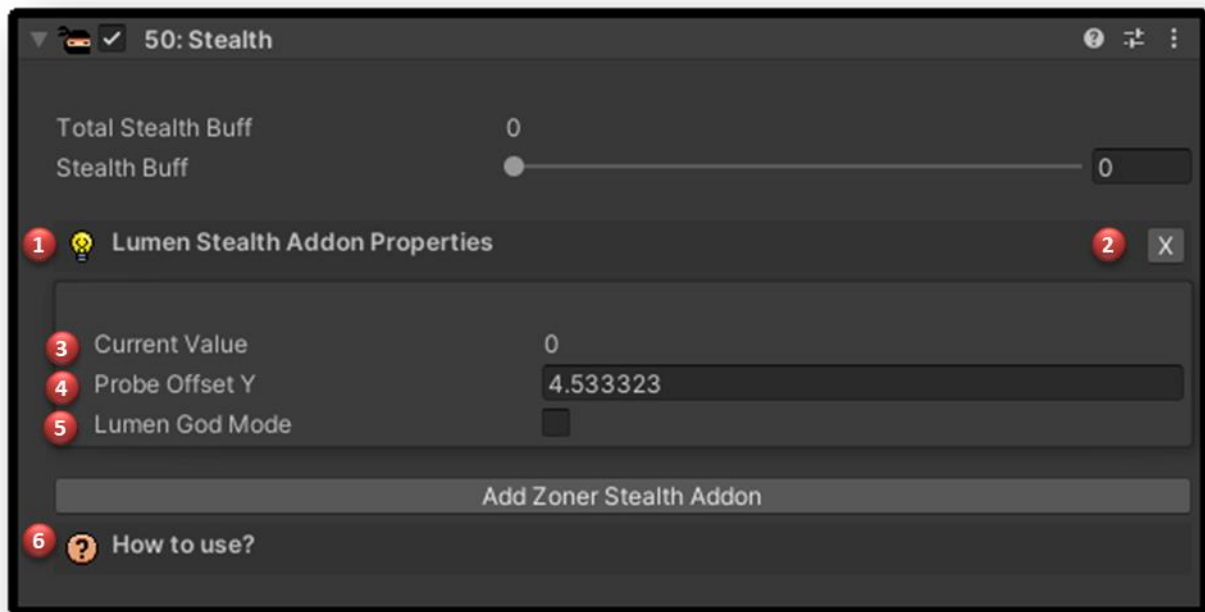 50: Stealth
Total Stealth Buff 0
Stealth Buff 0
1 Lumen Stealth Addon Properties 2 X
3 Current Value 0
4 Probe Offset Y 4.533323
5 Lumen God Mode
Add Zoner Stealth Addon
6 How to use?